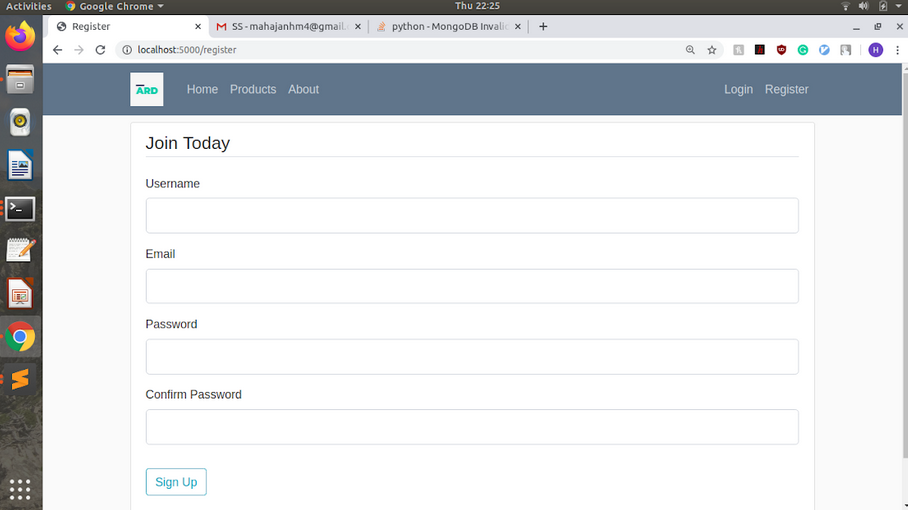 Activities Google Chrome Thu 22:25
Register SS - mahajanhm4@gmail. python - MongoDB Invalid
localhost:5000/register H
ARD Home Products About Login Register
Join Today
Username
Email
Password
Confirm Password
Sign Up